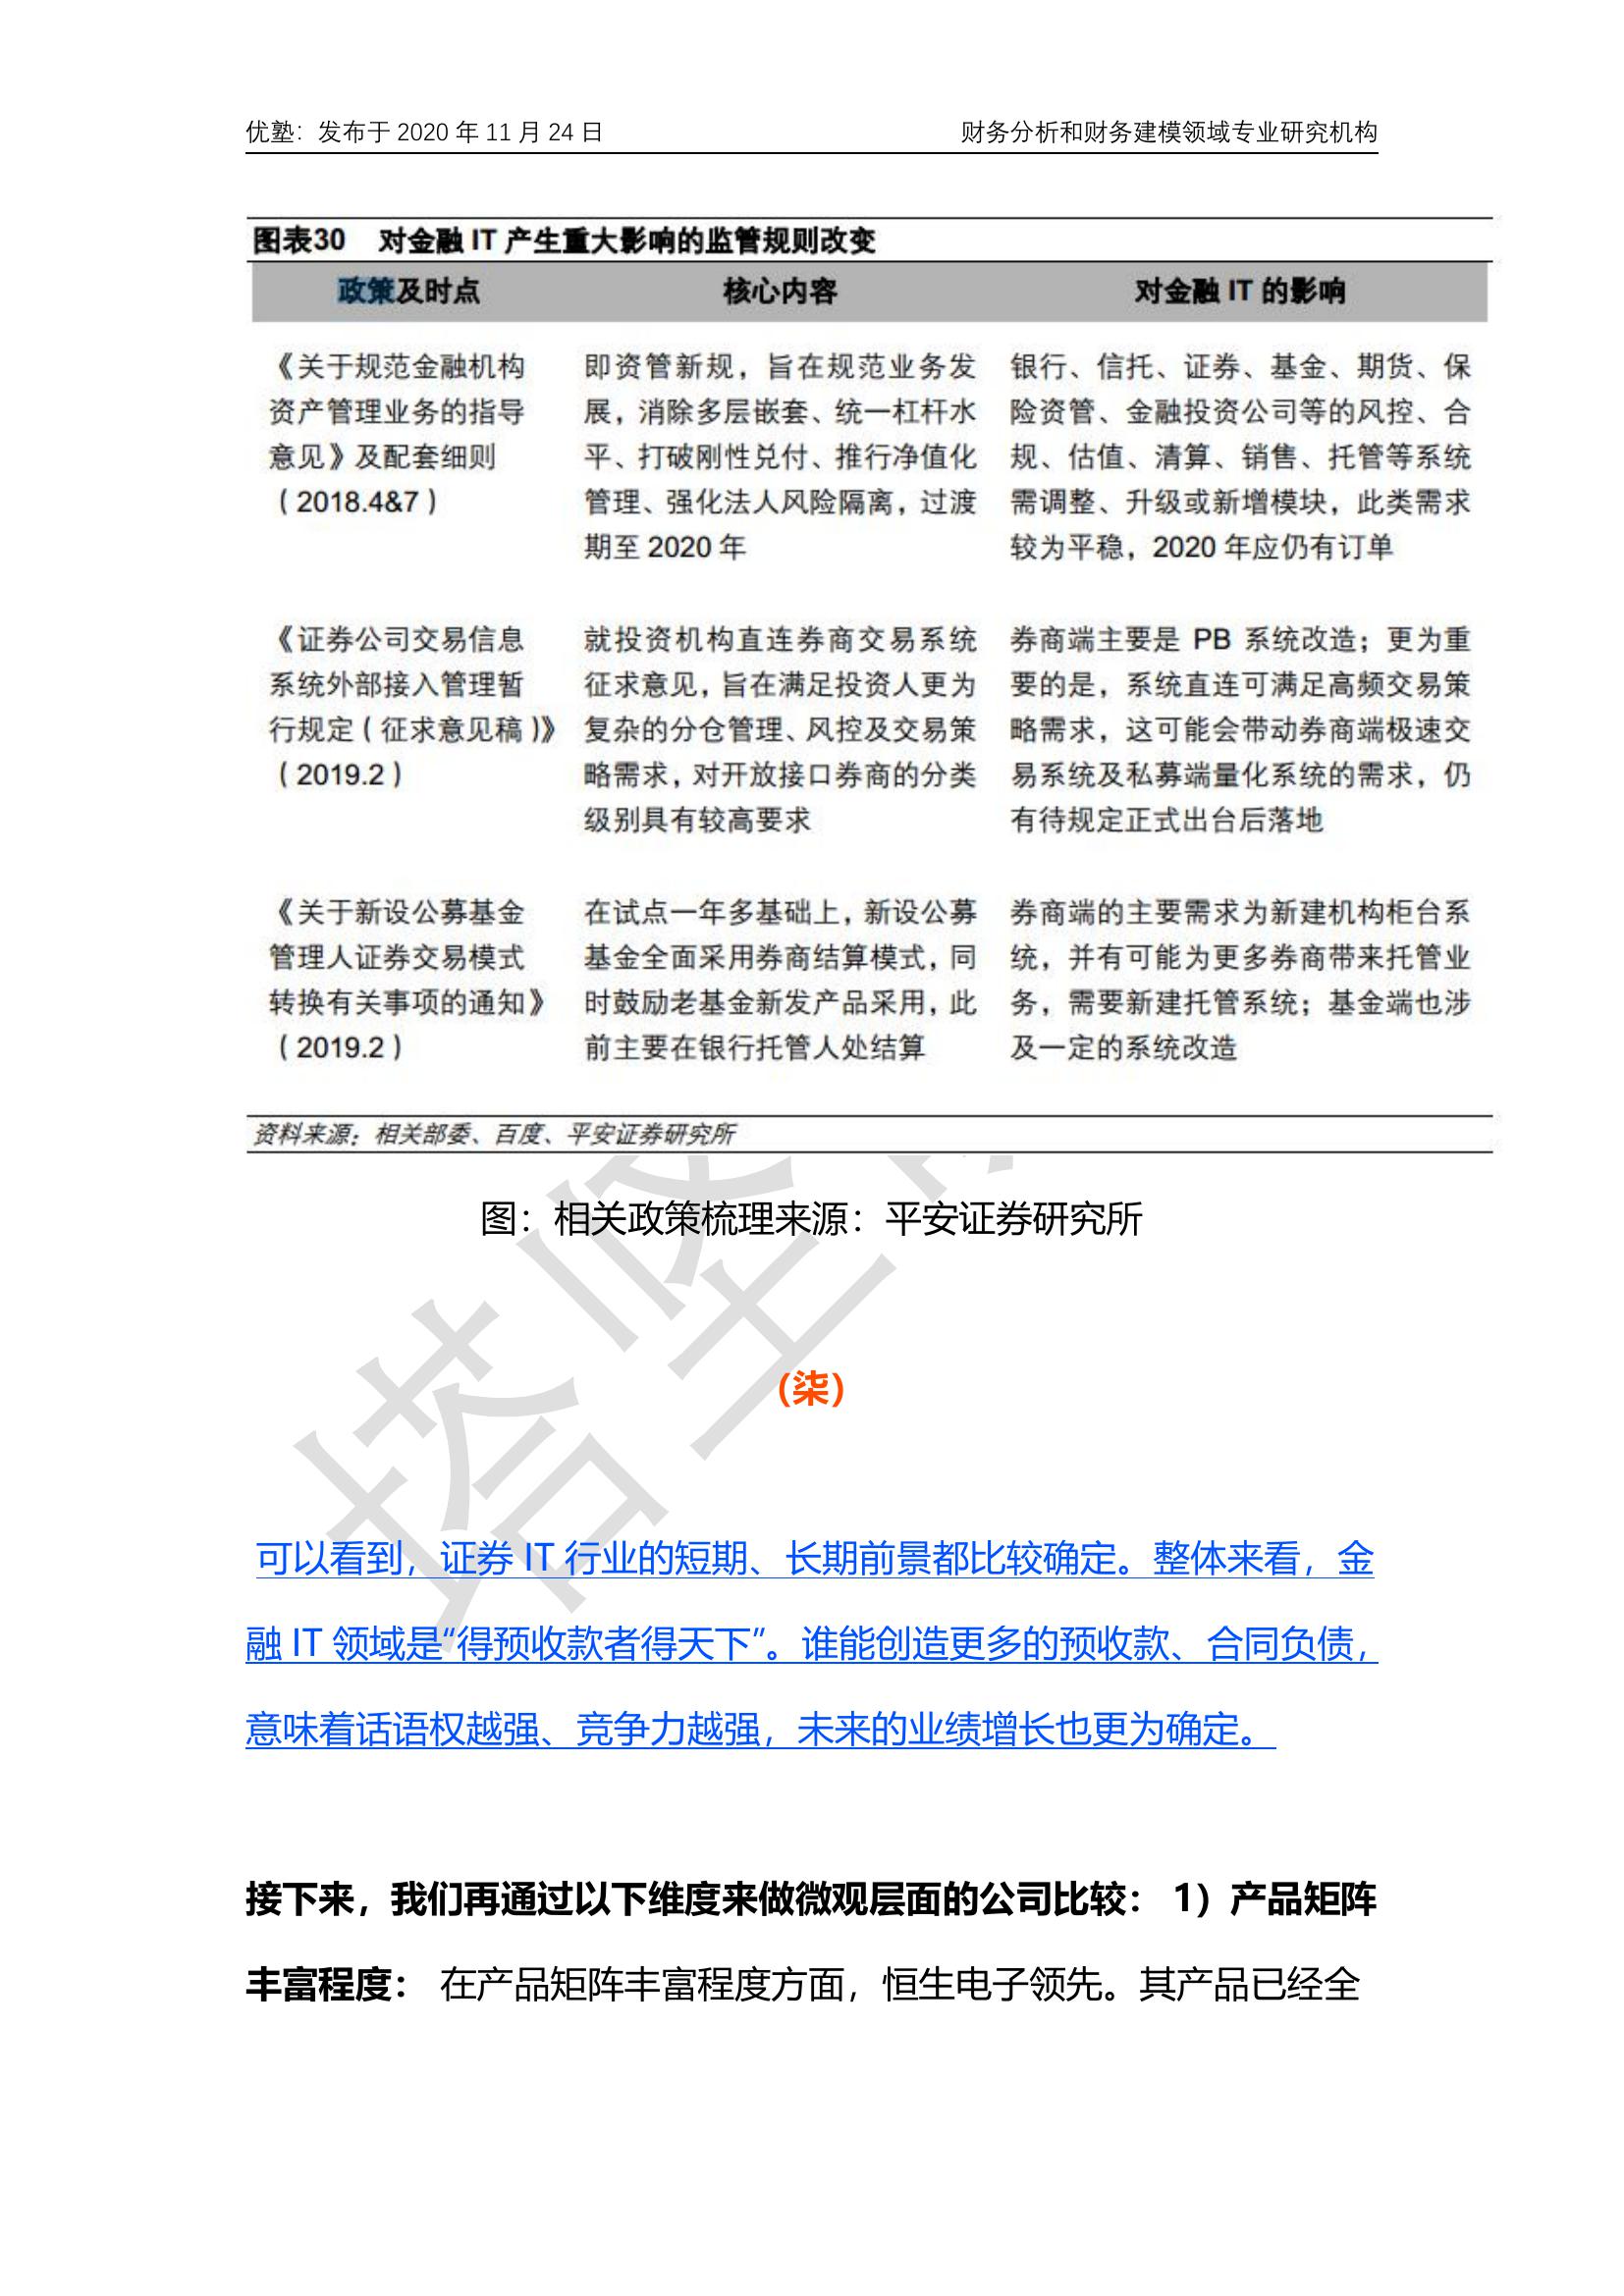 优塾：发布于 2020 年 11 月 24 日
财务分析和财务建模领域专业研究机构
图表30 对金融 IT 产生重大影响的监管规则改变
政策及时点 核心内容 对金融 IT 的影响
《关于规范金融机构
资产管理业务的指导
意见》及配套细则
（2018.4&7）
即资管新规，旨在规范业务发
展，消除多层嵌套、统一杠杆水
平、打破刚性兑付、推行净值化
管理、强化法人风险隔离，过渡
期至 2020 年
银行、信托、证券、基金、期货、保
险资管、金融投资公司等的风控、合
规、估值、清算、销售、托管等系统
需调整、升级或新增模块，此类需求
较为平稳，2020 年应仍有订单
《证券公司交易信息
系统外部接入管理暂
行规定（征求意见稿）》
（2019.2）
就投资机构直连券商交易系统
征求意见，旨在满足投资人更为
复杂的分仓管理、风控及交易策
略需求，对开放接口券商的分类
级别具有较高要求
券商端主要是 PB 系统改造；更为重
要的是，系统直连可满足高频交易策
略需求，这可能会带动券商端极速交
易系统及私募端量化系统的需求，仍
有待规定正式出台后落地
《关于新设公募基金
管理人证券交易模式
转换有关事项的通知》
（2019.2）
在试点一年多基础上，新设公募
基金全面采用券商结算模式，同
时鼓励老基金新发产品采用，此
前主要在银行托管人处结算
券商端的主要需求为新建机构柜台系
统，并有可能为更多券商带来托管业
务，需要新建托管系统；基金端也涉
及一定的系统改造
资料来源：相关部委、百度、平安证券研究所
图：相关政策梳理来源：平安证券研究所
(柒)
可以看到，证券 IT 行业的短期、长期前景都比较确定。整体来看，金
融 IT 领域是“得预收款者得天下”。谁能创造更多的预收款、合同负债，
意味着话语权越强、竞争力越强，未来的业绩增长也更为确定。
接下来，我们再通过以下维度来做微观层面的公司比较： 1）产品矩阵
丰富程度： 在产品矩阵丰富程度方面，恒生电子领先。其产品已经全